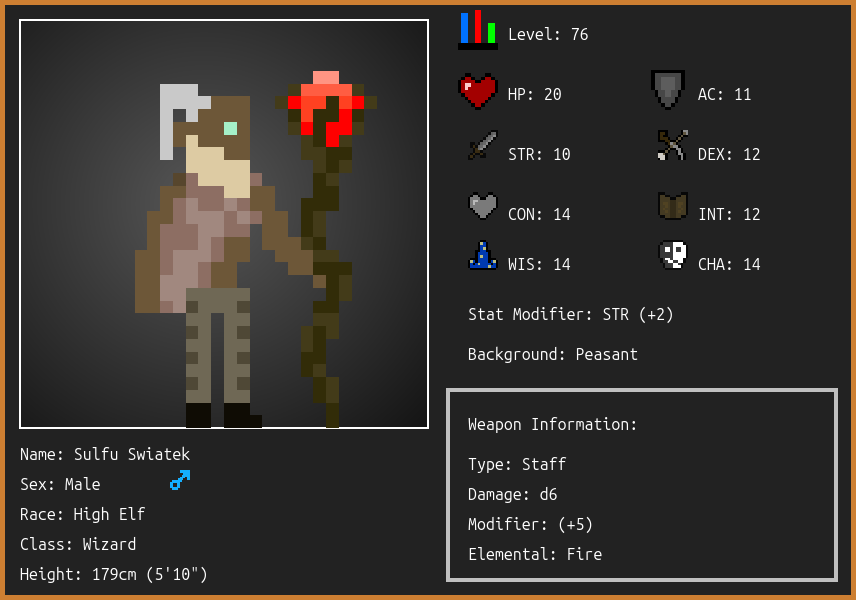 Level: 76
HP: 20
AC: 11
STR: 10
DEX: 12
CON: 14
INT: 12
WIS: 14
CHA: 14
Stat Modifier: STR (+2)
Background: Peasant
Weapon Information:
Type: Staff
Damage: d6
Modifier: (+5)
Elemental: Fire
Name: Sulfu Swiatek
Sex: Male
Race: High Elf
Class: Wizard
Height: 179cm (5'10")